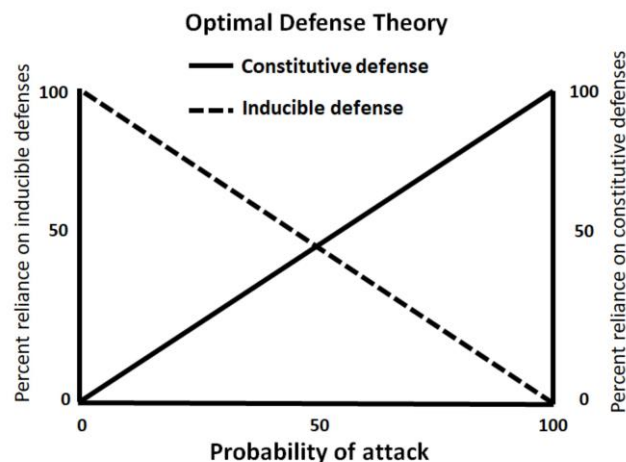 Optimal Defense Theory
Constitutive defense
Inducible defense
Percent reliance on inducible defenses
100
50
0
100
50
0
Percent reliance on constitutive defenses
0
50
100
Probability of attack